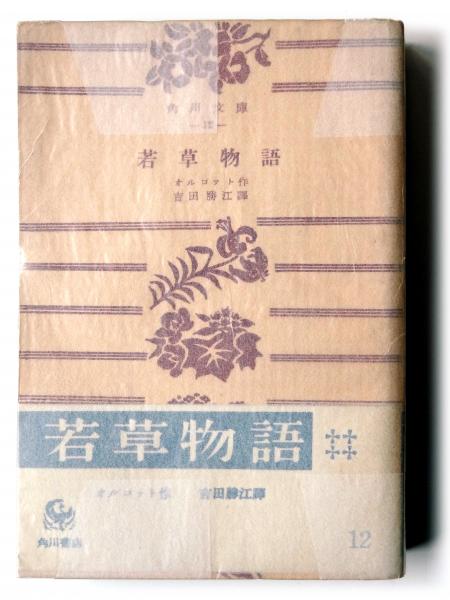 角川文庫
—12—
若草物語
オルコット作
吉田勝江譯
若草物語
オルコット作 吉田勝江譯
角川書店
12